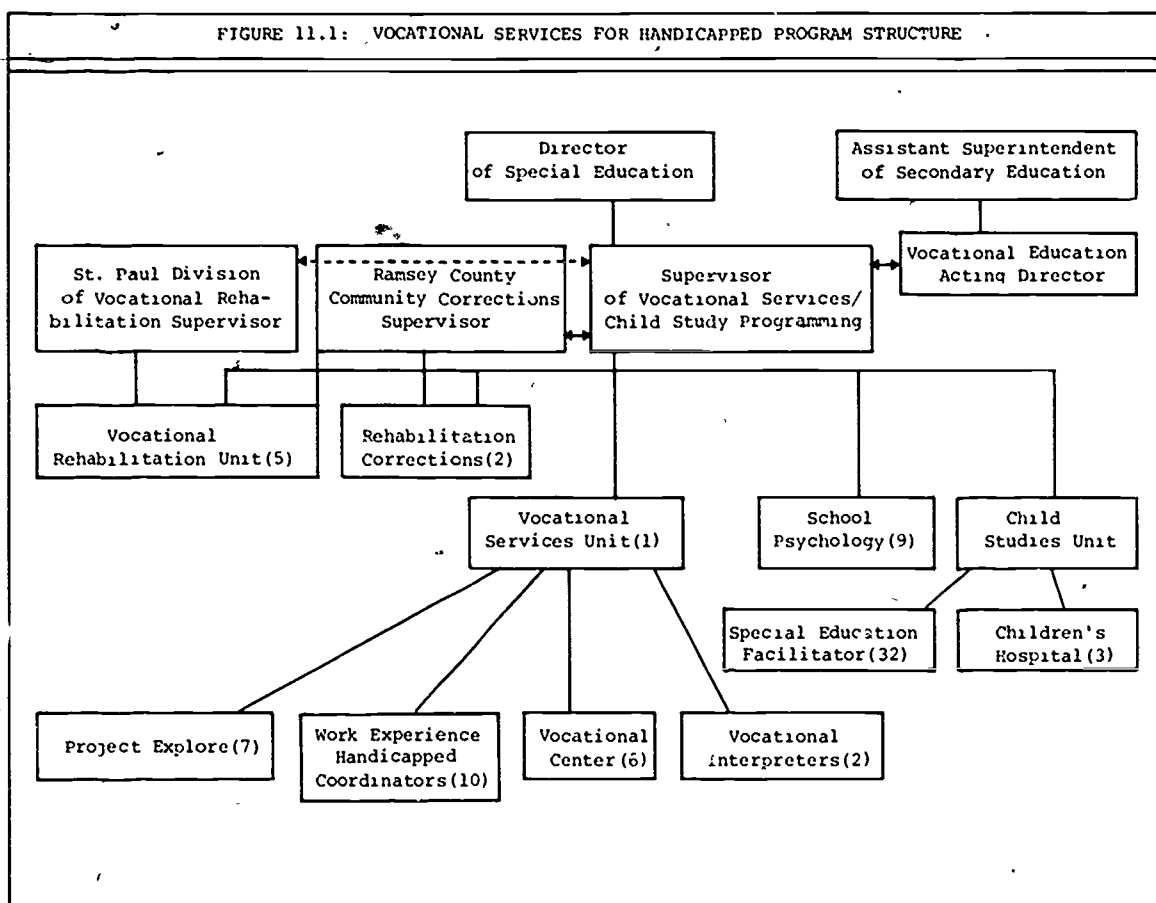 FIGURE 11.1: VOCATIONAL SERVICES FOR HANDICAPPED PROGRAM STRUCTURE
Director
of Special Education
Assistant Superintendent
of Secondary Education
St. Paul Division
of Vocational Reha-
bilitation Supervisor
Ramsey County
Community Corrections
Supervisor
Supervisor
of Vocational Services/
Child Study Programming
Vocational Education
Acting Director
Vocational
Rehabilitation Unit(5)
Rehabilitation
Corrections(2)
Vocational
Services Unit(1)
School
Psychology(9)
Child
Studies Unit
Special Education
Facilitator(32)
Children's
Hospital(3)
Project Explore(7)
Work Experience
Handicapped
Coordinators(10)
Vocational
Center(6)
Vocational
Interpreters(2)